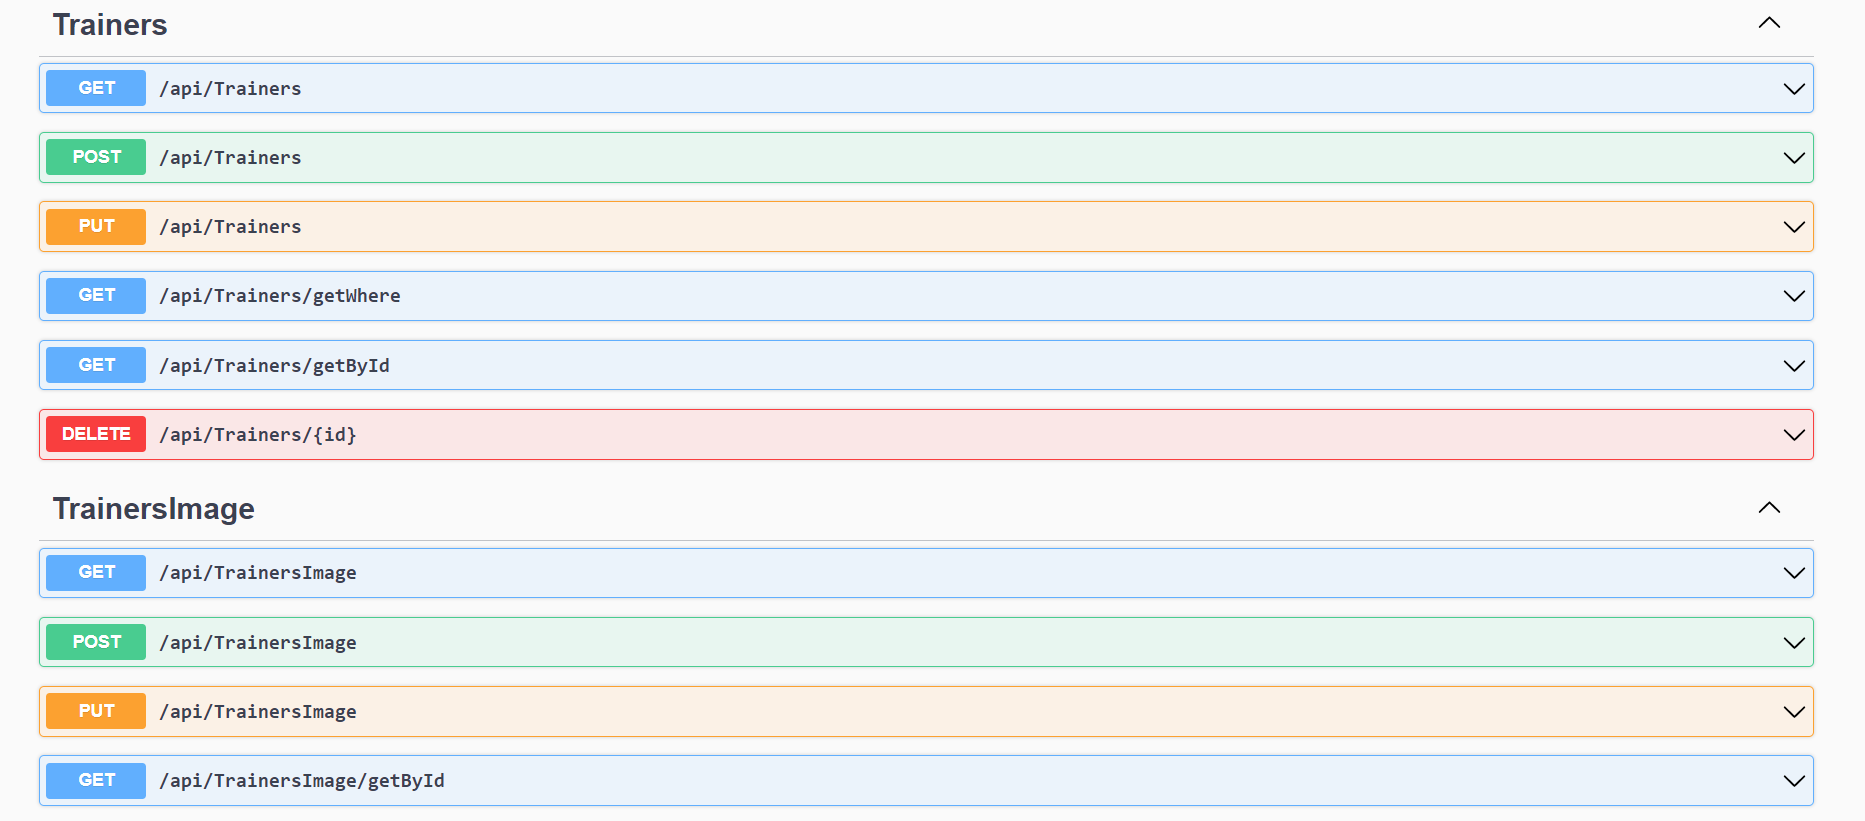 Trainers
GET /api/Trainers
POST /api/Trainers
PUT /api/Trainers
GET /api/Trainers/getWhere
GET /api/Trainers/getById
DELETE /api/Trainers/{id}
TrainersImage
GET /api/TrainersImage
POST /api/TrainersImage
PUT /api/TrainersImage
GET /api/TrainersImage/getById